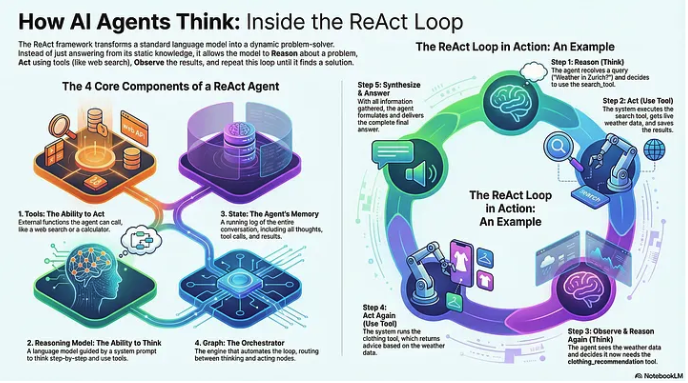 How AI Agents Think: Inside the ReAct Loop
The ReAct framework transforms a standard language model into a dynamic problem-solver.
Instead of just answering from its static knowledge, it allows the model to Reason about a problem,
Act using tools (like web search), Observe the results, and repeat this loop until it finds a solution.
The 4 Core Components of a ReAct Agent
Web API
1. Tools: The Ability to Act
External functions the agent can call,
like a web search or a calculator.
3. State: The Agent's Memory
A running log of the entire
conversation, including all thoughts,
tool calls, and results.
2. Reasoning Model: The Ability to Think
A language model guided by a system prompt
to think step-by-step and use tools.
4. Graph: The Orchestrator
The engine that automates the loop, routing
between thinking and acting nodes.
The ReAct Loop in Action: An Example
Step 1: Reason (Think)
The agent receives a query
("Weather in Zurich?") and decides
to use the search_tool.
Step 2: Act (Use Tool)
The system executes the
search tool, gets live
weather data, and saves
the results.
Search
Step 3: Observe & Reason
Again (Think)
The agent sees the weather data
and decides it now needs the
clothing_recommendation tool.
Step 4:
Act Again
(Use Tool)
The system runs the
clothing tool, which returns
advice based on the weather
data.
Step 5: Synthesize
& Answer
With all information
gathered, the agent
formulates and delivers
the complete final
answer.
The ReAct Loop
in Action:
An Example
NotebookLM